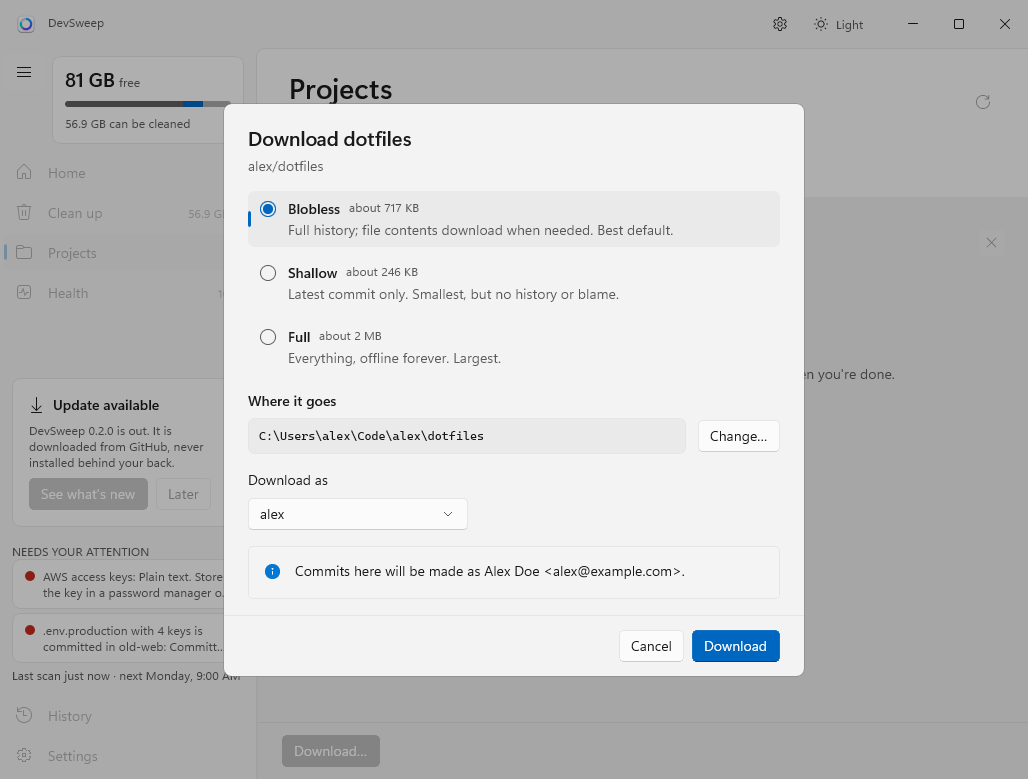 DevSweep
Light
81 GB free
56.9 GB can be cleaned
Home
Clean up 56.9 G
Projects
Health
Update available
DevSweep 0.2.0 is out. It is
downloaded from GitHub, never
installed behind your back.
See what's new
Later
NEEDS YOUR ATTENTION
AWS access keys: Plain text. Store
the key in a password manager o
.env.production with 4 keys is
committed in old-web: Committ...
Last scan just now · next Monday, 9:00 AM
History
Settings
Projects
en you're done.
Download...
Download dotfiles
alex/dotfiles
Blobless about 717 KB
Full history; file contents download when needed. Best default.
Shallow about 246 KB
Latest commit only. Smallest, but no history or blame.
Full about 2 MB
Everything, offline forever. Largest.
Where it goes
C:\Users\alex\Code\alex\dotfiles
Change...
Download as
alex
Commits here will be made as Alex Doe <alex@example.com>.
Cancel
Download